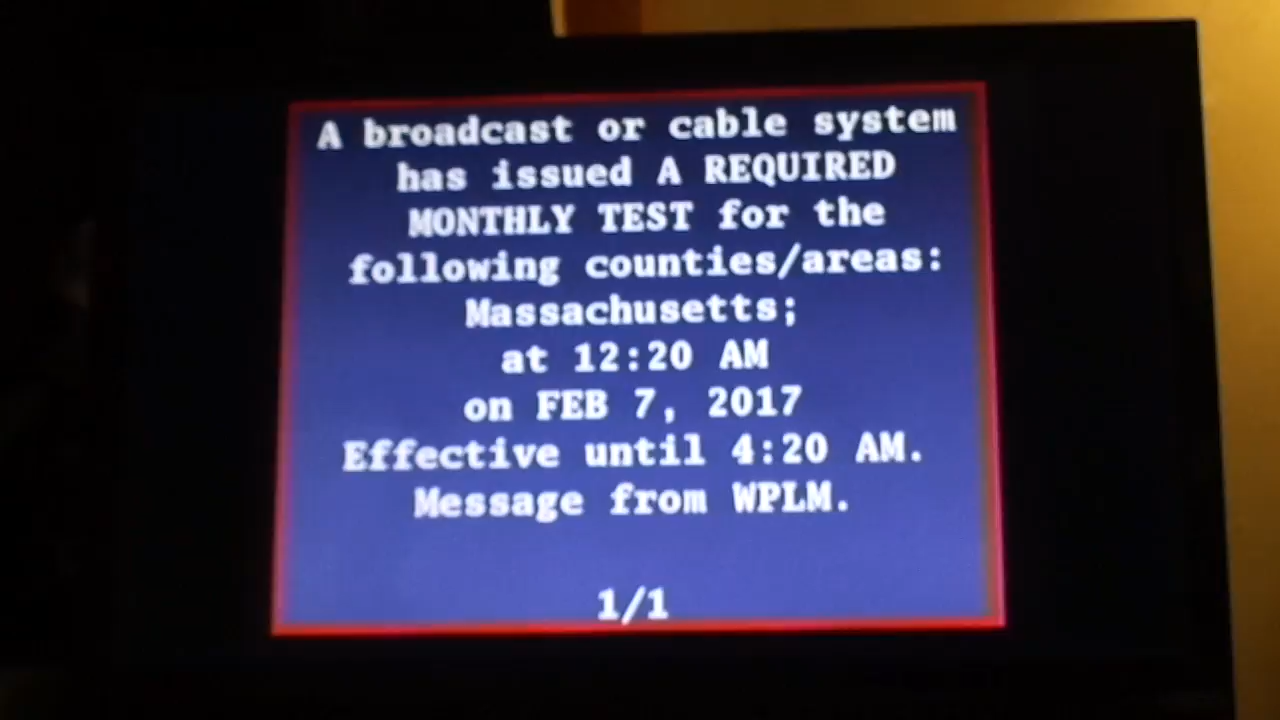 A broadcast or cable system
has issued A REQUIRED
MONTHLY TEST for the
following counties/areas:
Massachusetts;
at 12:20 AM
on FEB 7, 2017
Effective until 4:20 AM.
Message from WPLM.
1/1